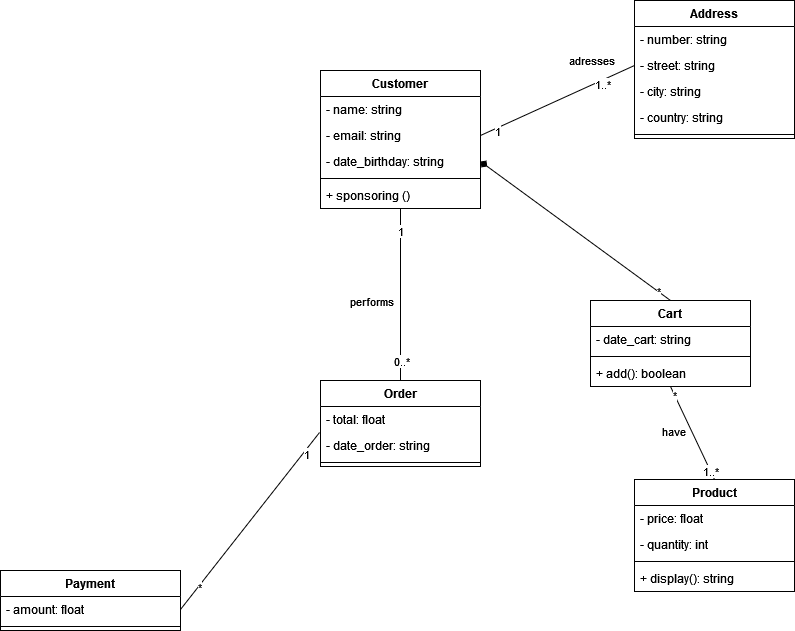 Address
- number: string
- street: string
- city: string
- country: string
adresses
1..*
1
Customer
- name: string
- email: string
- date_birthday: string
+ sponsoring ()
1
performs
0..*
*
Cart
- date_cart: string
+ add(): boolean
*
have
1..*
Order
- total: float
- date_order: string
1
*
Product
- price: float
- quantity: int
+ display(): string
Payment
- amount: float